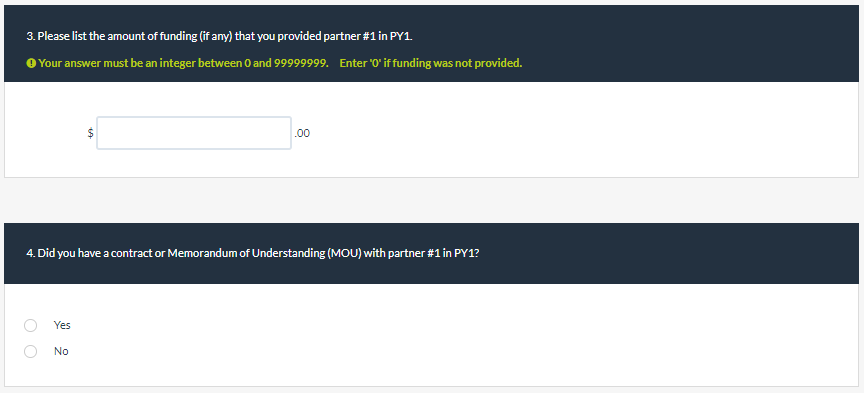 3. Please list the amount of funding (if any) that you provided partner #1 in PY1.
Your answer must be an integer between 0 and 99999999. Enter '0' if funding was not provided.
$ .00
4. Did you have a contract or Memorandum of Understanding (MOU) with partner #1 in PY1?
Yes
No